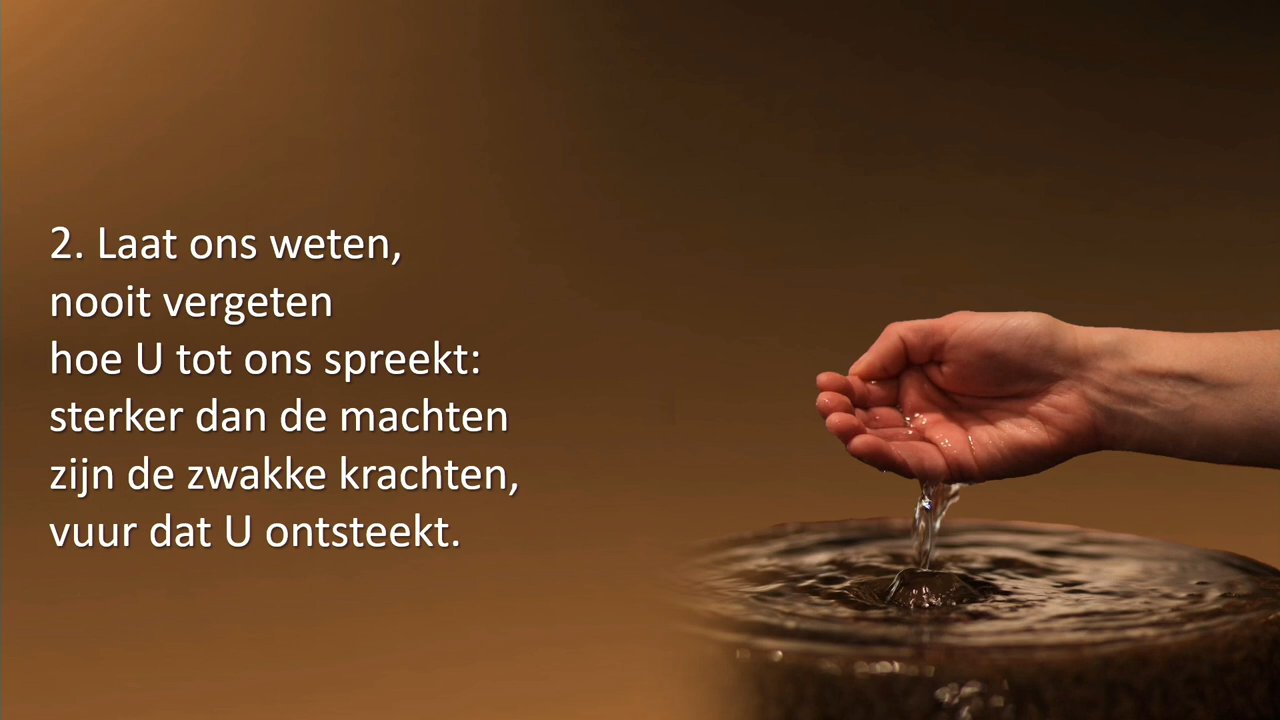 2. Laat ons weten,
nooit vergeten
hoe U tot ons spreekt:
sterker dan de machten
zijn de zwakke krachten,
vuur dat U ontsteekt.